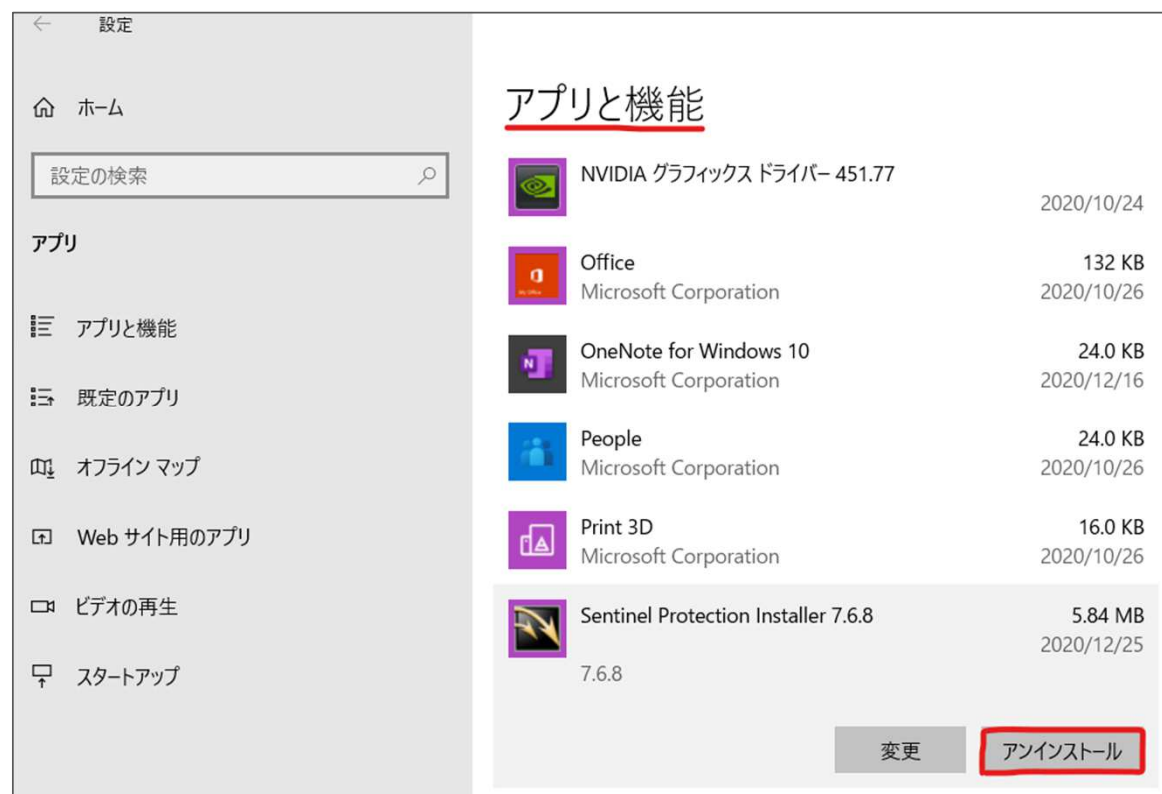 設定
ホーム
設定の検索
アプリ
アプリと機能
既定のアプリ
オフライン マップ
Web サイト用のアプリ
ビデオの再生
スタートアップ
アプリと機能
NVIDIA グラフィックス ドライバー 451.77
2020/10/24
Office 132 KB
Microsoft Corporation 2020/10/26
OneNote for Windows 10 24.0 KB
Microsoft Corporation 2020/12/16
People 24.0 KB
Microsoft Corporation 2020/10/26
Print 3D 16.0 KB
Microsoft Corporation 2020/10/26
Sentinel Protection Installer 7.6.8 5.84 MB
2020/12/25
7.6.8
変更 アンインストール